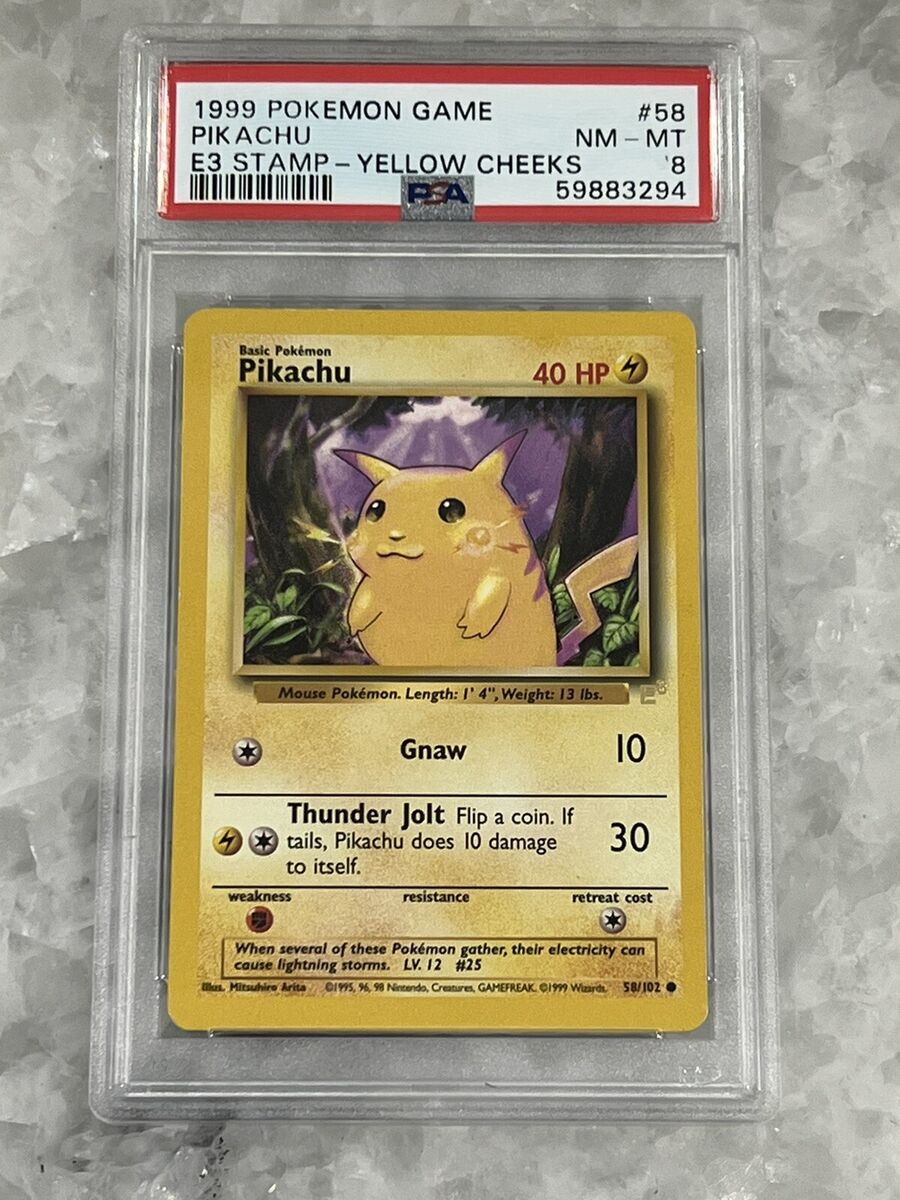 1999 POKEMON GAME #58
PIKACHU NM - MT
E3 STAMP - YELLOW CHEEKS 8
PSA 59883294
Basic Pokémon
Pikachu 40 HP
Mouse Pokémon. Length: 1' 4", Weight: 13 lbs.
E3
Gnaw 10
Thunder Jolt Flip a coin. If
tails, Pikachu does 10 damage
to itself.
30
weakness resistance retreat cost
When several of these Pokémon gather, their electricity can
cause lightning storms. LV. 12 #25
Illus. Mitsuhiro Arita ©1995, 96, 98 Nintendo, Creatures, GAMEFREAK. ©1999 Wizards. 58/102